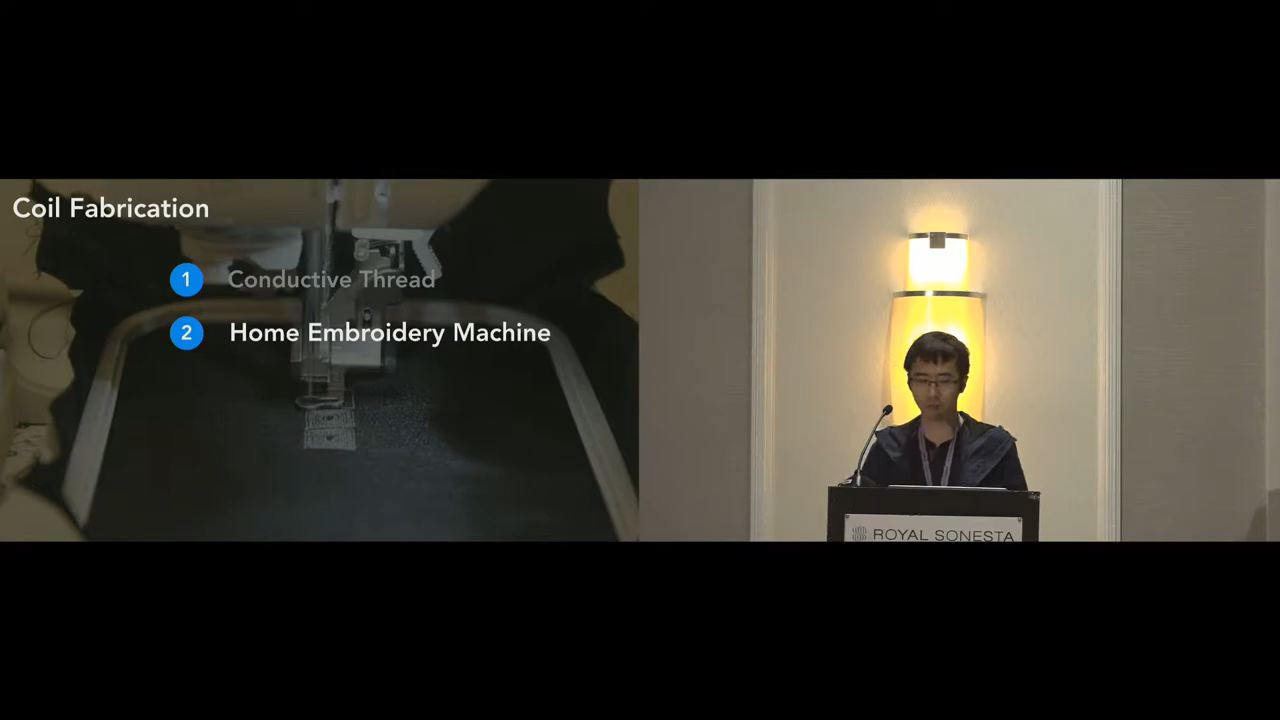 Coil Fabrication
1 Conductive Thread
2 Home Embroidery Machine
ROYAL SONESTA